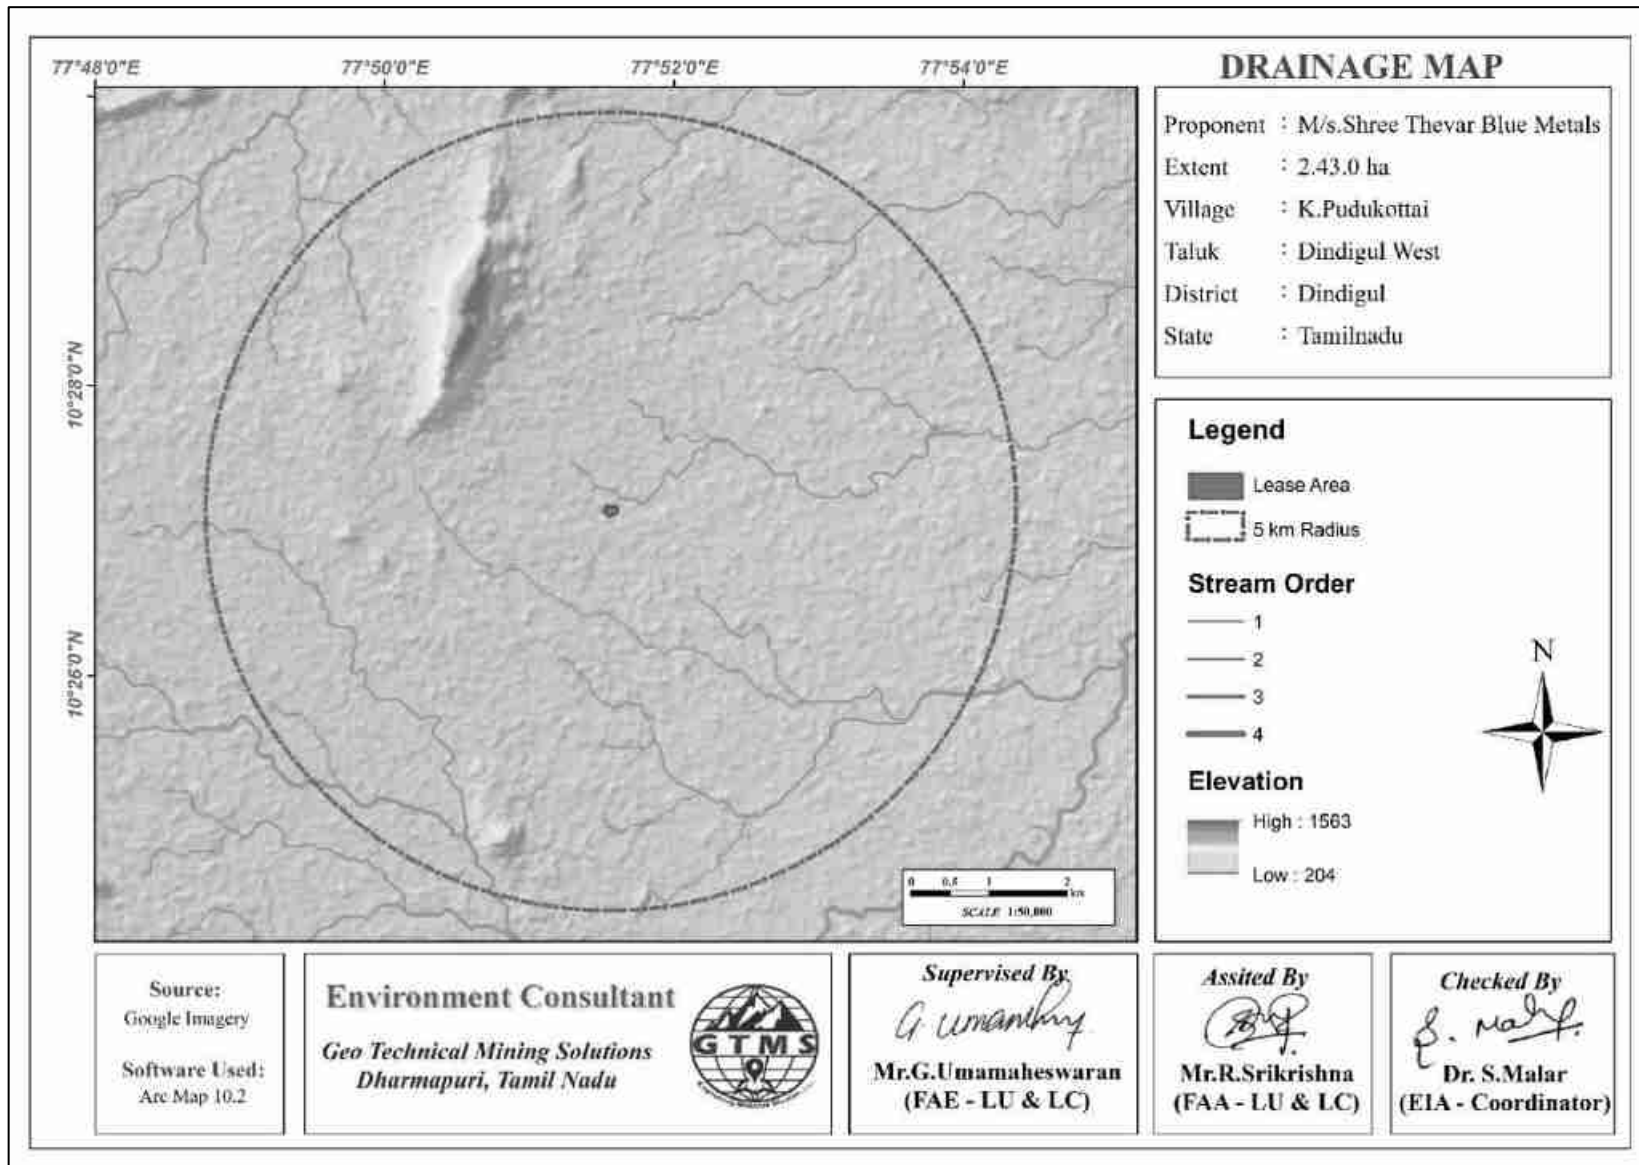 77°48'0"E 77°50'0"E 77°52'0"E 77°54'0"E
10°28'0"N
10°26'0"N
0 0.5 1 2
km
SCALE 1:50,000
DRAINAGE MAP
Proponent : M/s.Shree Thevar Blue Metals
Extent : 2.43.0 ha
Village : K.Pudukottai
Taluk : Dindigul West
District : Dindigul
State : Tamilnadu
Legend
Lease Area
5 km Radius
Stream Order
1
2
3
4
N
Elevation
High : 1563
Low : 204
Source:
Google Imagery
Software Used:
Arc Map 10.2
Environment Consultant
Geo Technical Mining Solutions
Dharmapuri, Tamil Nadu
GTMS
Supervised By
G. Umamhy
Mr.G.Umamaheswaran
(FAE - LU & LC)
Assited By
Mr.R.Srikrishna
(FAA - LU & LC)
Checked By
S. Malar
Dr. S.Malar
(EIA - Coordinator)